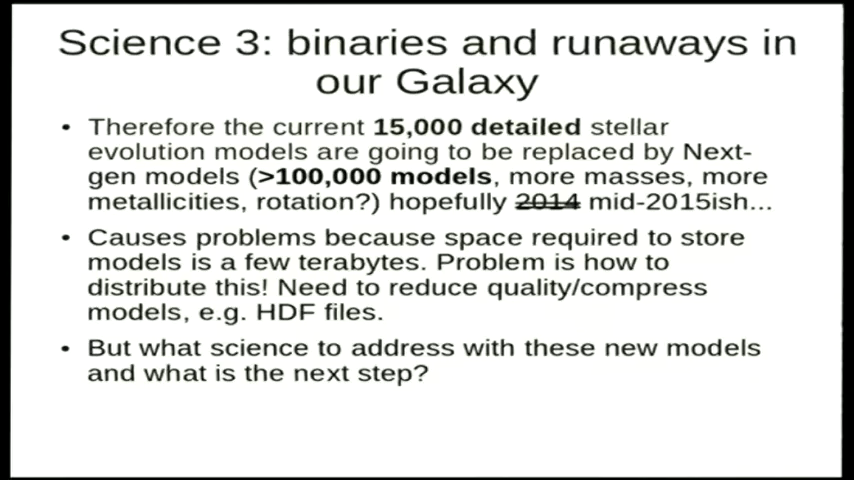 Science 3: binaries and runaways in
our Galaxy
• Therefore the current 15,000 detailed stellar
evolution models are going to be replaced by Next-
gen models (>100,000 models, more masses, more
metallicities, rotation?) hopefully 2014 mid-2015ish...
• Causes problems because space required to store
models is a few terabytes. Problem is how to
distribute this! Need to reduce quality/compress
models, e.g. HDF files.
• But what science to address with these new models
and what is the next step?